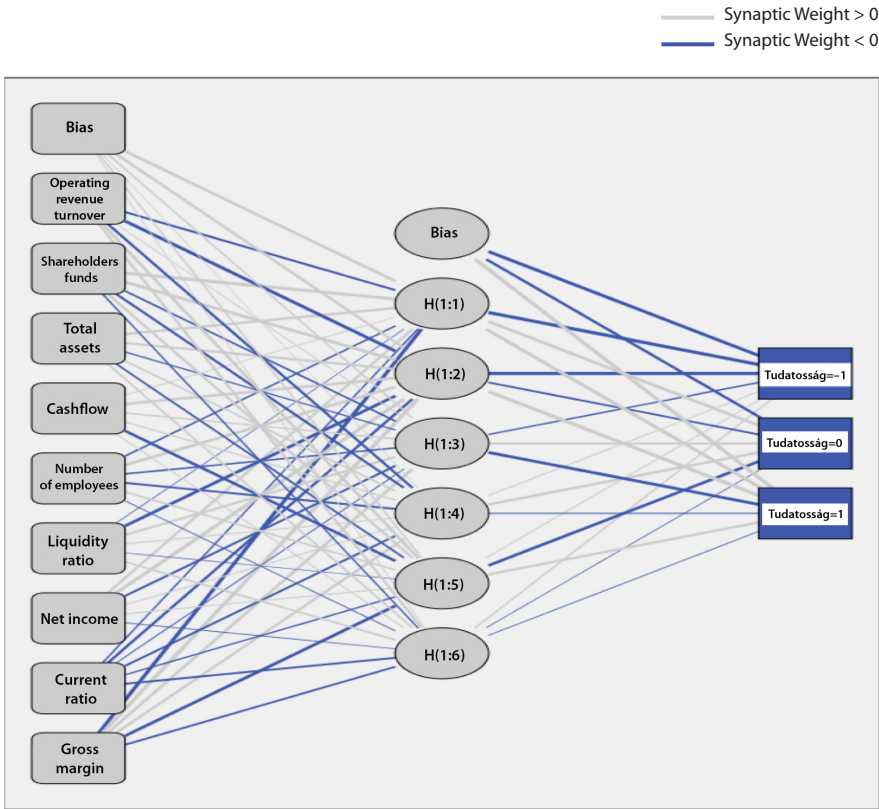 Synaptic Weight > 0
Synaptic Weight < 0
Bias
Operating
revenue
turnover
Shareholders
funds
Total
assets
Cashflow
Number
of employees
Liquidity
ratio
Net income
Current
ratio
Gross
margin
Bias
H(1:1)
H(1:2)
H(1:3)
H(1:4)
H(1:5)
H(1:6)
Tudatosság=–1
Tudatosság=0
Tudatosság=1